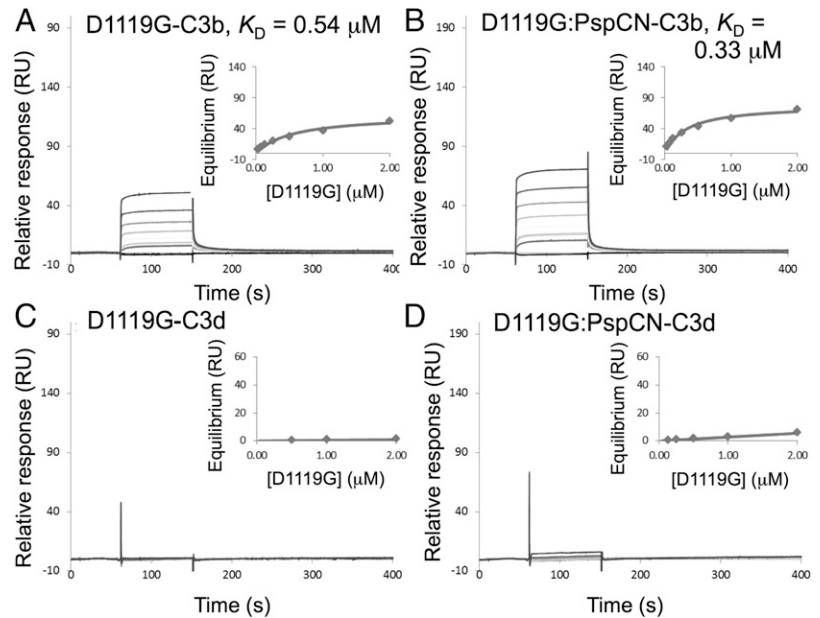 A D1119G-C3b, KD = 0.54 μM
190
140
90
40
-10
Relative response (RU)
0 100 200 300 400
Time (s)
140
90
40
-10
Equilibrium (RU)
0.00 1.00 2.00
[D1119G] (μM)
B D1119G:PspCN-C3b, KD =
0.33 μM
190
140
90
40
-10
Relative response (RU)
0 100 200 300 400
Time (s)
140
90
40
-10
Equilibrium (RU)
0.00 1.00 2.00
[D1119G] (μM)
C D1119G-C3d
90
140
90
40
-10
Relative response (RU)
0 100 200 300 400
Time (s)
60
40
20
0
Equilibrium (RU)
0.00 1.00 2.00
[D1119G] (μM)
D D1119G:PspCN-C3d
190
140
90
40
-10
Relative response (RU)
0 100 200 300 400
Time (s)
60
40
20
0
Equilibrium (RU)
0.00 1.00 2.00
[D1119G] (μM)